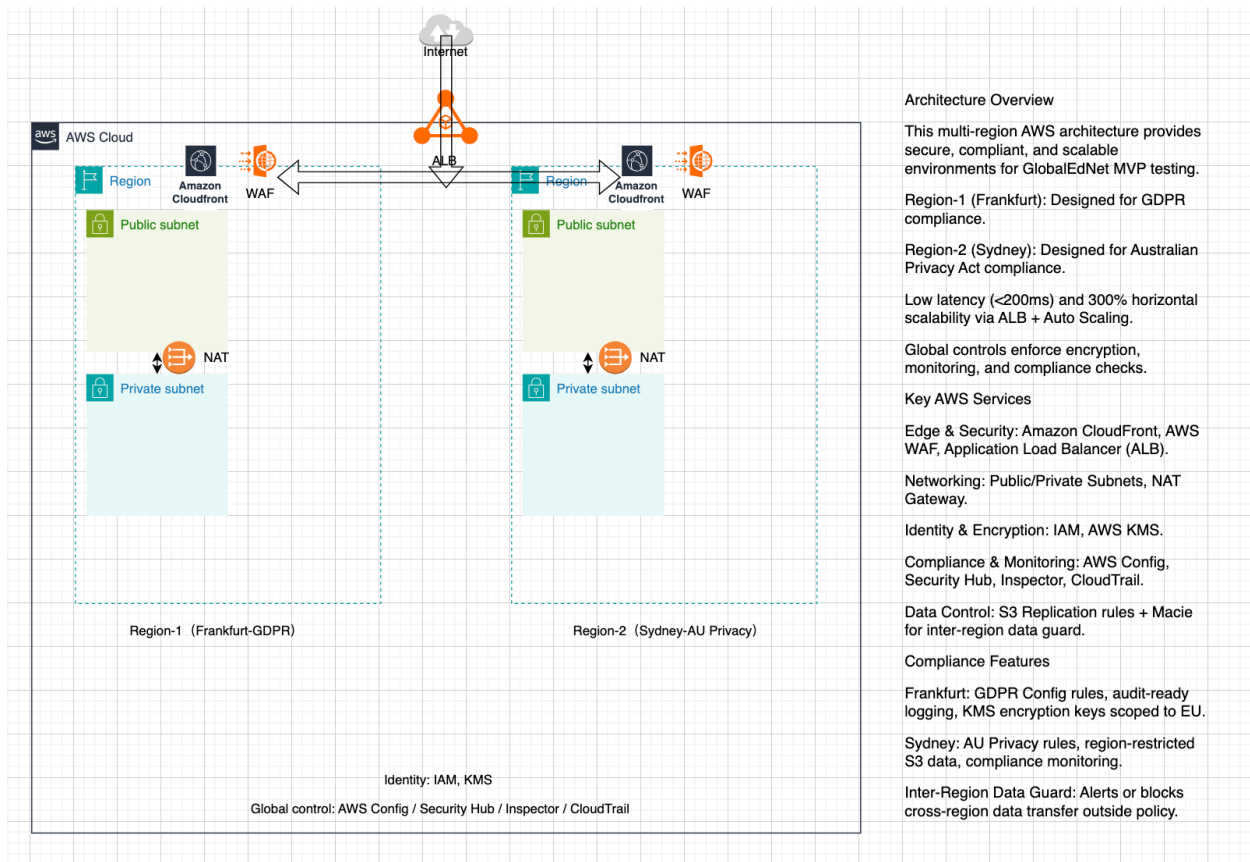 Internet
aws
AWS Cloud
ALB
Region
Amazon
Cloudfront
WAF
Region
Amazon
Cloudfront
WAF
Public subnet
Public subnet
NAT
NAT
Private subnet
Private subnet
Region-1（Frankfurt-GDPR）
Region-2（Sydney-AU Privacy）
Identity: IAM, KMS
Global control: AWS Config / Security Hub / Inspector / CloudTrail
Architecture Overview
This multi-region AWS architecture provides
secure, compliant, and scalable
environments for GlobalEdNet MVP testing.
Region-1 (Frankfurt): Designed for GDPR
compliance.
Region-2 (Sydney): Designed for Australian
Privacy Act compliance.
Low latency (<200ms) and 300% horizontal
scalability via ALB + Auto Scaling.
Global controls enforce encryption,
monitoring, and compliance checks.
Key AWS Services
Edge & Security: Amazon CloudFront, AWS
WAF, Application Load Balancer (ALB).
Networking: Public/Private Subnets, NAT
Gateway.
Identity & Encryption: IAM, AWS KMS.
Compliance & Monitoring: AWS Config,
Security Hub, Inspector, CloudTrail.
Data Control: S3 Replication rules + Macie
for inter-region data guard.
Compliance Features
Frankfurt: GDPR Config rules, audit-ready
logging, KMS encryption keys scoped to EU.
Sydney: AU Privacy rules, region-restricted
S3 data, compliance monitoring.
Inter-Region Data Guard: Alerts or blocks
cross-region data transfer outside policy.